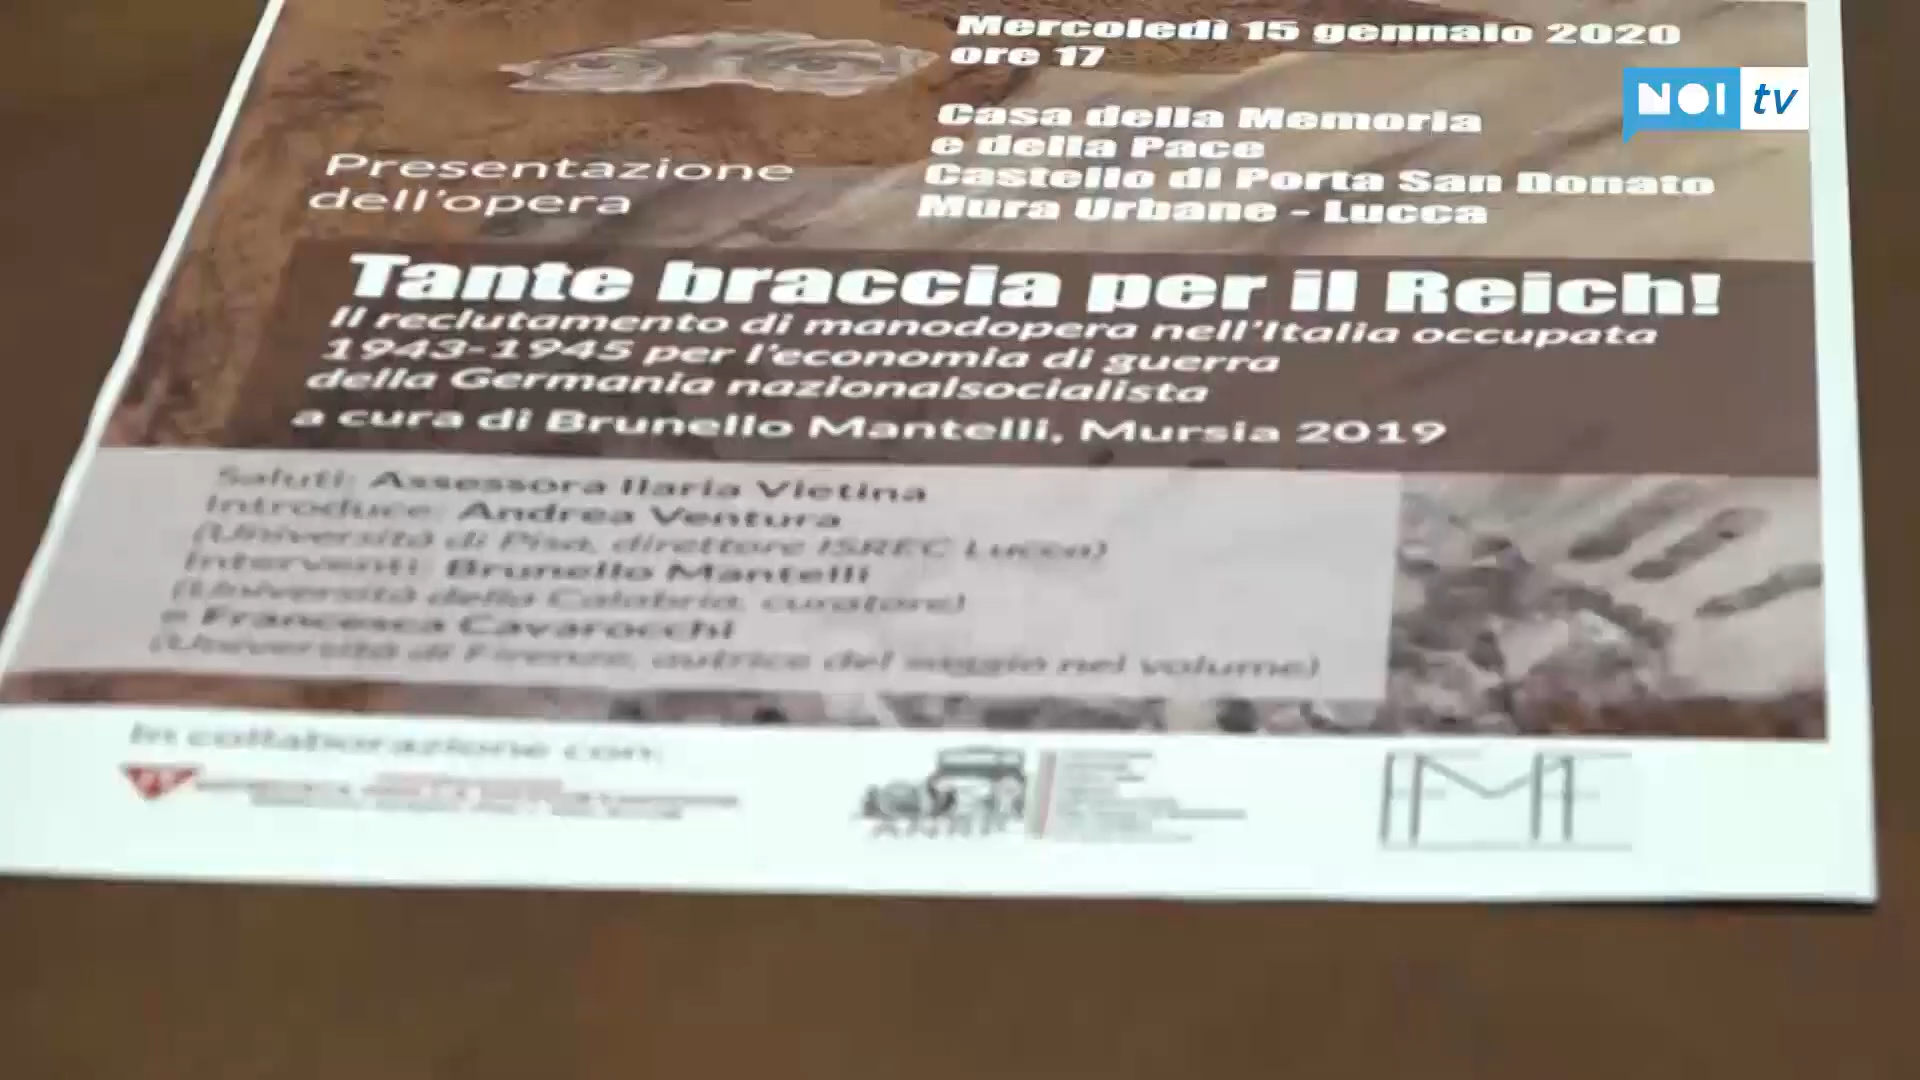 Mercoledì 15 gennaio 2020
ore 17
NOI tv
Casa della Memoria
e della Pace
Castello di Porta San Donato
Mura Urbane - Lucca
Presentazione
dell'opera
Tante braccia per il Reich!
Il reclutamento di manodopera nell'Italia occupata
1943-1945 per l'economia di guerra
della Germania nazionalsocialista
a cura di Brunello Mantelli, Mursia 2019
Saluti: Assessora Ilaria Vietina
Introduce: Andrea Ventura
(Università di Pisa, direttore ISREC Lucca)
Interventi: Brunello Mantelli
(Università della Calabria, curatore)
e Francesca Cavarocchi
(Università di Firenze, autrice del saggio nel volume)
In collaborazione con: